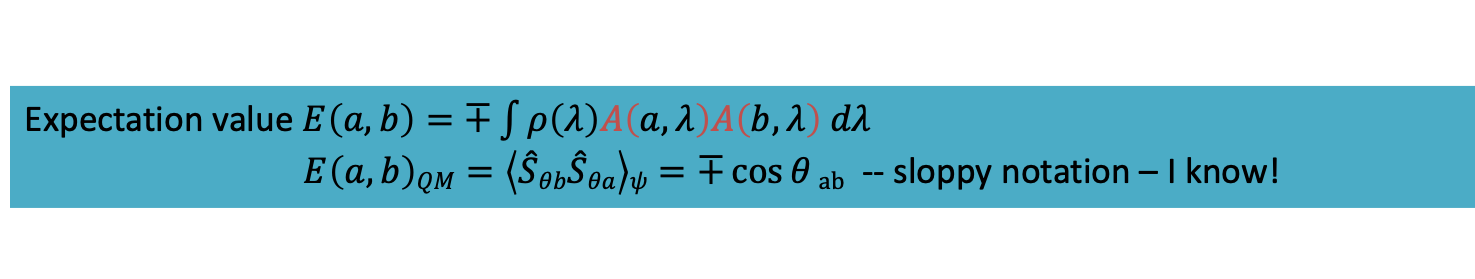 Expectation value E(a, b) = ∓ ∫ ρ(λ)A(a, λ)A(b, λ) dλ
E(a, b)_QM = ⟨Ŝ_θb Ŝ_θa⟩_ψ = ∓ cos θ_ab -- sloppy notation – I know!